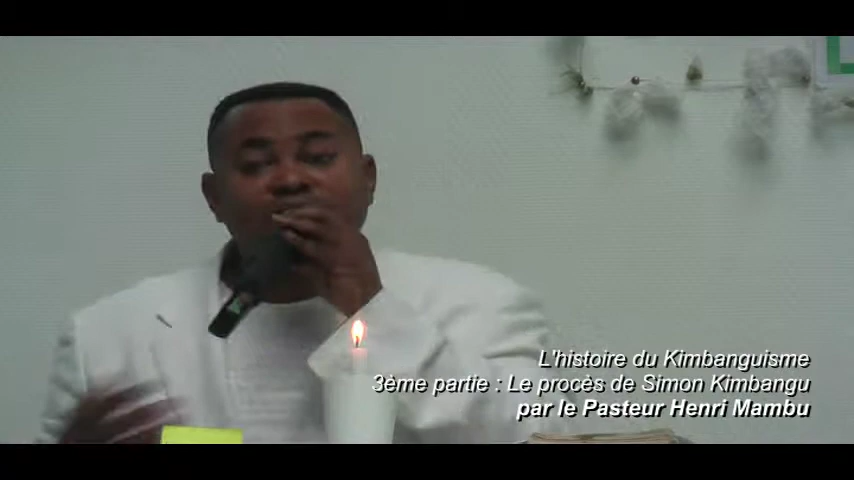 L'histoire du Kimbanguisme
3ème partie : Le procès de Simon Kimbangu
par le Pasteur Henri Mambu